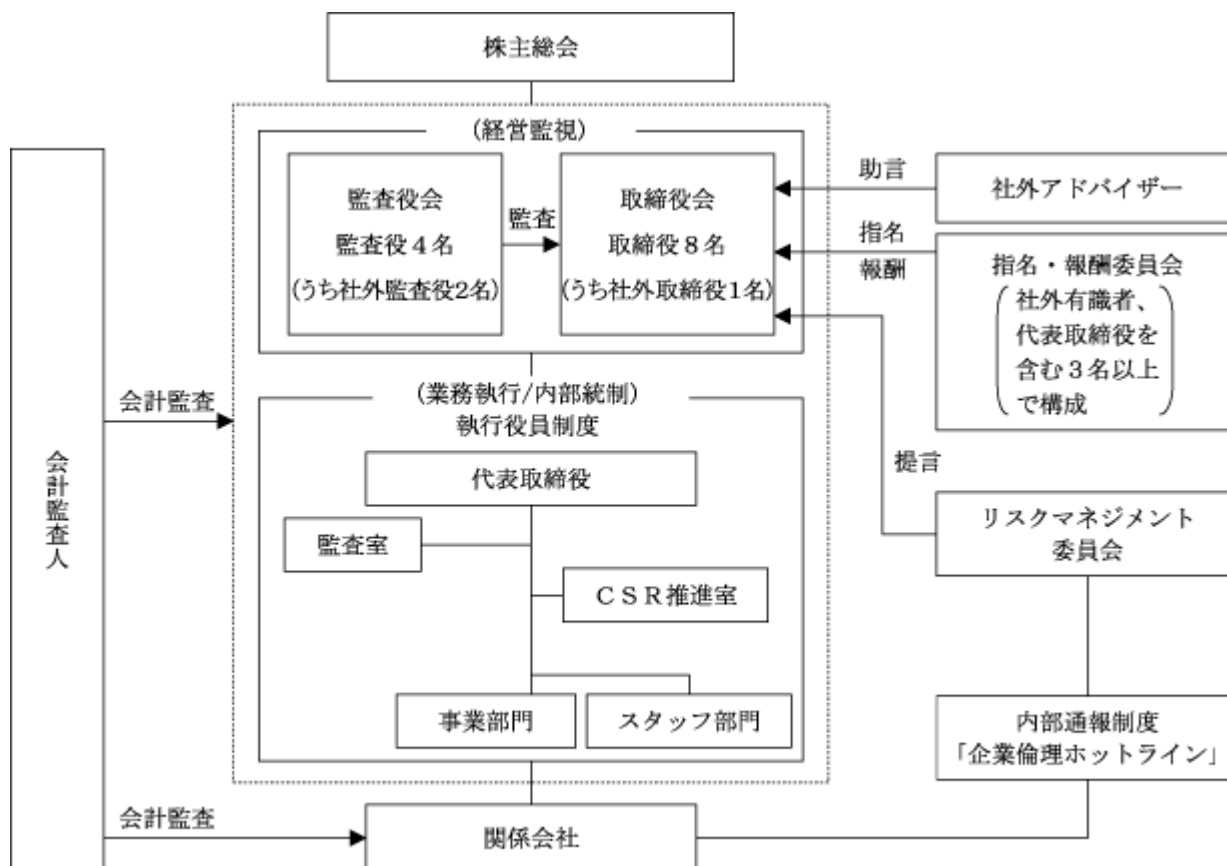 株主総会
(経営監視)
監査役会
監査役4名
(うち社外監査役2名)
監査
取締役会
取締役8名
(うち社外取締役1名)
助言
社外アドバイザー
指名
報酬
指名・報酬委員会
社外有識者、
代表取締役を
含む3名以上
で構成
会計監査
会計監査人
(業務執行/内部統制)
執行役員制度
代表取締役
監査室
CSR推進室
事業部門
スタッフ部門
提言
リスクマネジメント
委員会
内部通報制度
「企業倫理ホットライン」
会計監査
関係会社